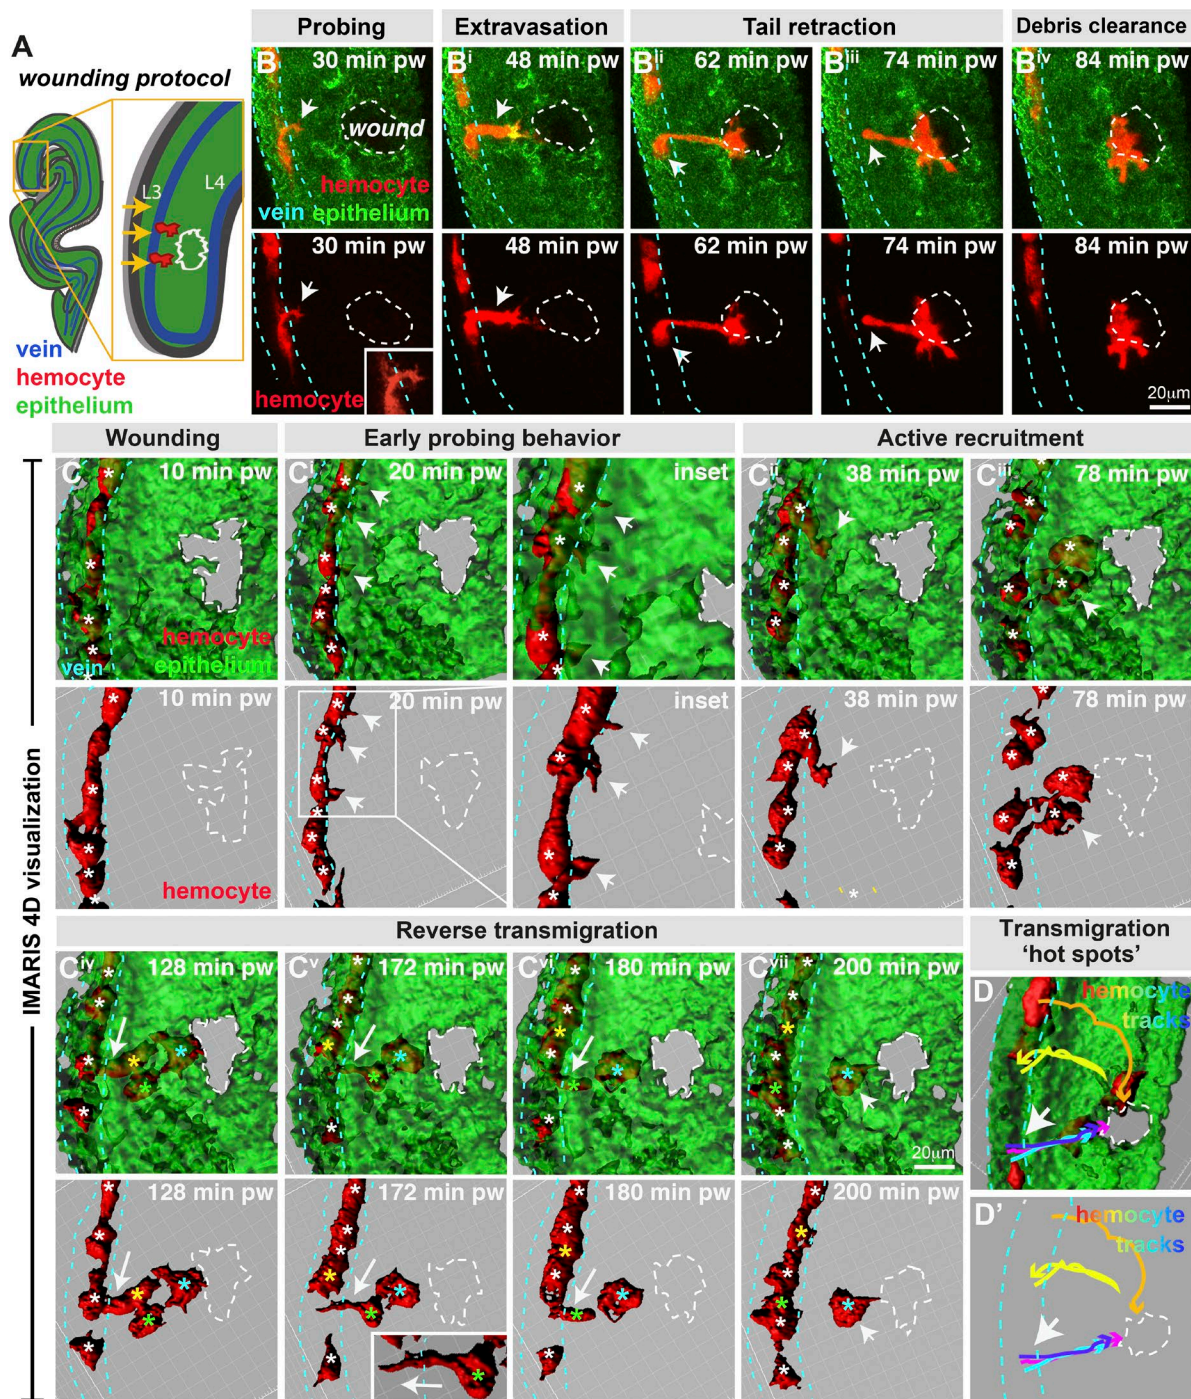 Probing
Extravasation
Tail retraction
Debris clearance
A
wounding protocol
L3
L4
vein
hemocyte
epithelium
B
30 min pw
wound
hemocyte
vein epithelium
Bⁱ
48 min pw
Bⁱⁱ
62 min pw
Bⁱⁱⁱ
74 min pw
Bⁱᵛ
84 min pw
30 min pw
hemocyte
48 min pw
62 min pw
74 min pw
84 min pw
20μm
Wounding
Early probing behavior
Active recruitment
IMARIS 4D visualization
C
10 min pw
hemocyte
vein
epithelium
Cⁱ
20 min pw
inset
Cⁱⁱ
38 min pw
Cⁱⁱⁱ
78 min pw
10 min pw
hemocyte
20 min pw
inset
38 min pw
78 min pw
Reverse transmigration
Transmigration
‘hot spots’
Cⁱᵛ
128 min pw
Cᵛ
172 min pw
Cᵛⁱ
180 min pw
Cᵛⁱⁱ
200 min pw
20μm
D
hemocyte
tracks
128 min pw
172 min pw
180 min pw
200 min pw
D’
hemocyte
tracks